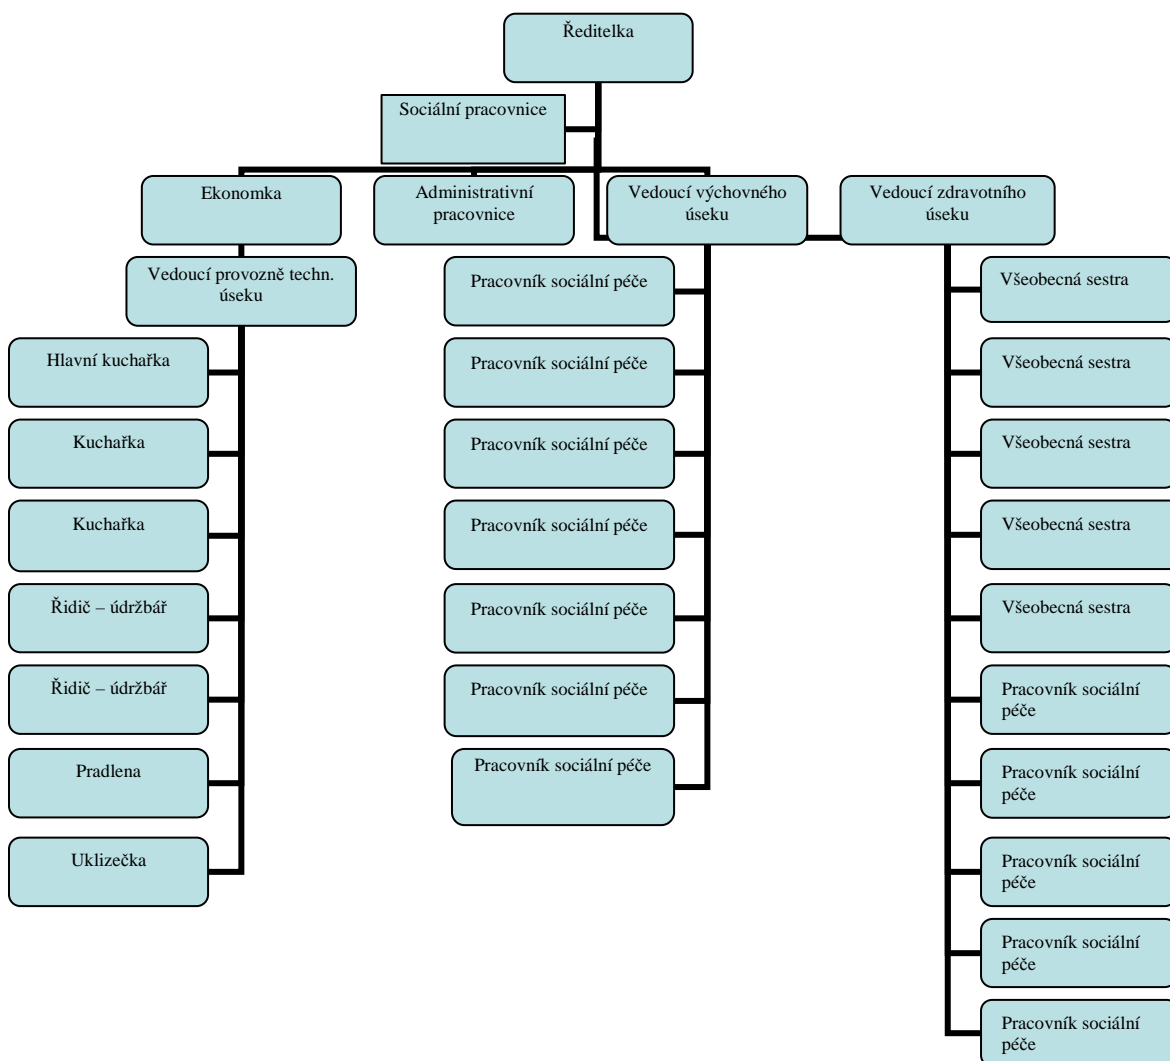 Ředitelka
Sociální pracovnice
Ekonomka
Administrativní
pracovnice
Vedoucí výchovného
úseku
Vedoucí zdravotního
úseku
Vedoucí provozně techn.
úseku
Hlavní kuchařka
Kuchařka
Kuchařka
Řidič – údržbář
Řidič – údržbář
Pradlena
Uklizečka
Pracovník sociální péče
Pracovník sociální péče
Pracovník sociální péče
Pracovník sociální péče
Pracovník sociální péče
Pracovník sociální péče
Pracovník sociální péče
Všeobecná sestra
Všeobecná sestra
Všeobecná sestra
Všeobecná sestra
Všeobecná sestra
Pracovník sociální
péče
Pracovník sociální
péče
Pracovník sociální
péče
Pracovník sociální
péče
Pracovník sociální
péče